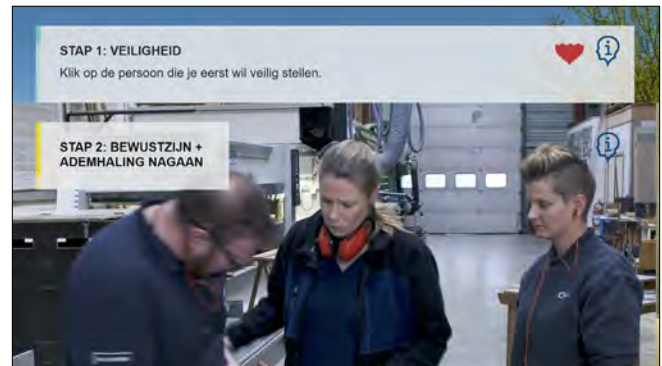 STAP 1: VEILIGHEID
Klik op de persoon die je eerst wil veilig stellen.
STAP 2: BEWUSTZIJN +
ADEMHALING NAGAAN